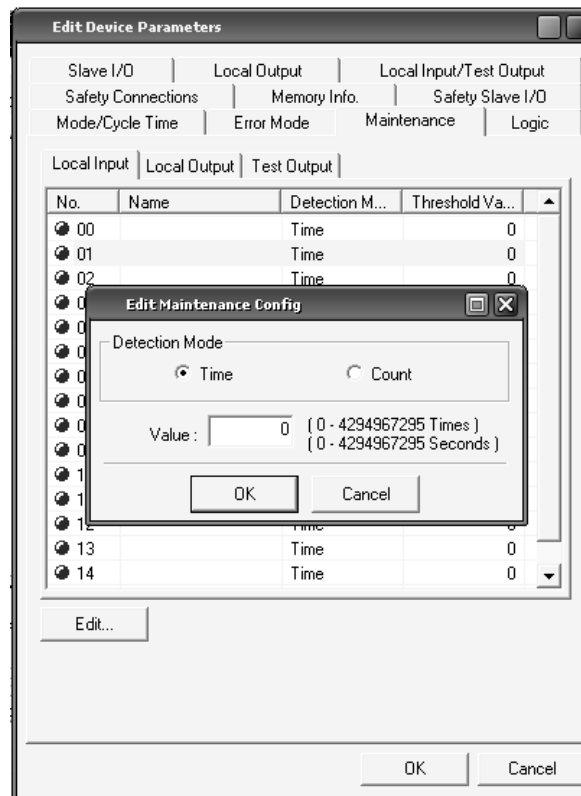 Edit Device Parameters
Slave I/O Local Output Local Input/Test Output
Safety Connections Memory Info. Safety Slave I/O
Mode/Cycle Time Error Mode Maintenance Logic
Local Input Local Output Test Output
No. Name Detection M... Threshold Va...
00 Time 0
01 Time 0
02 Time 0
Edit Maintenance Config
Detection Mode
Time Count
Value : 0 ( 0 - 4294967295 Times )
( 0 - 4294967295 Seconds )
OK Cancel
12 Time 0
13 Time 0
14 Time 0
Edit...
OK Cancel